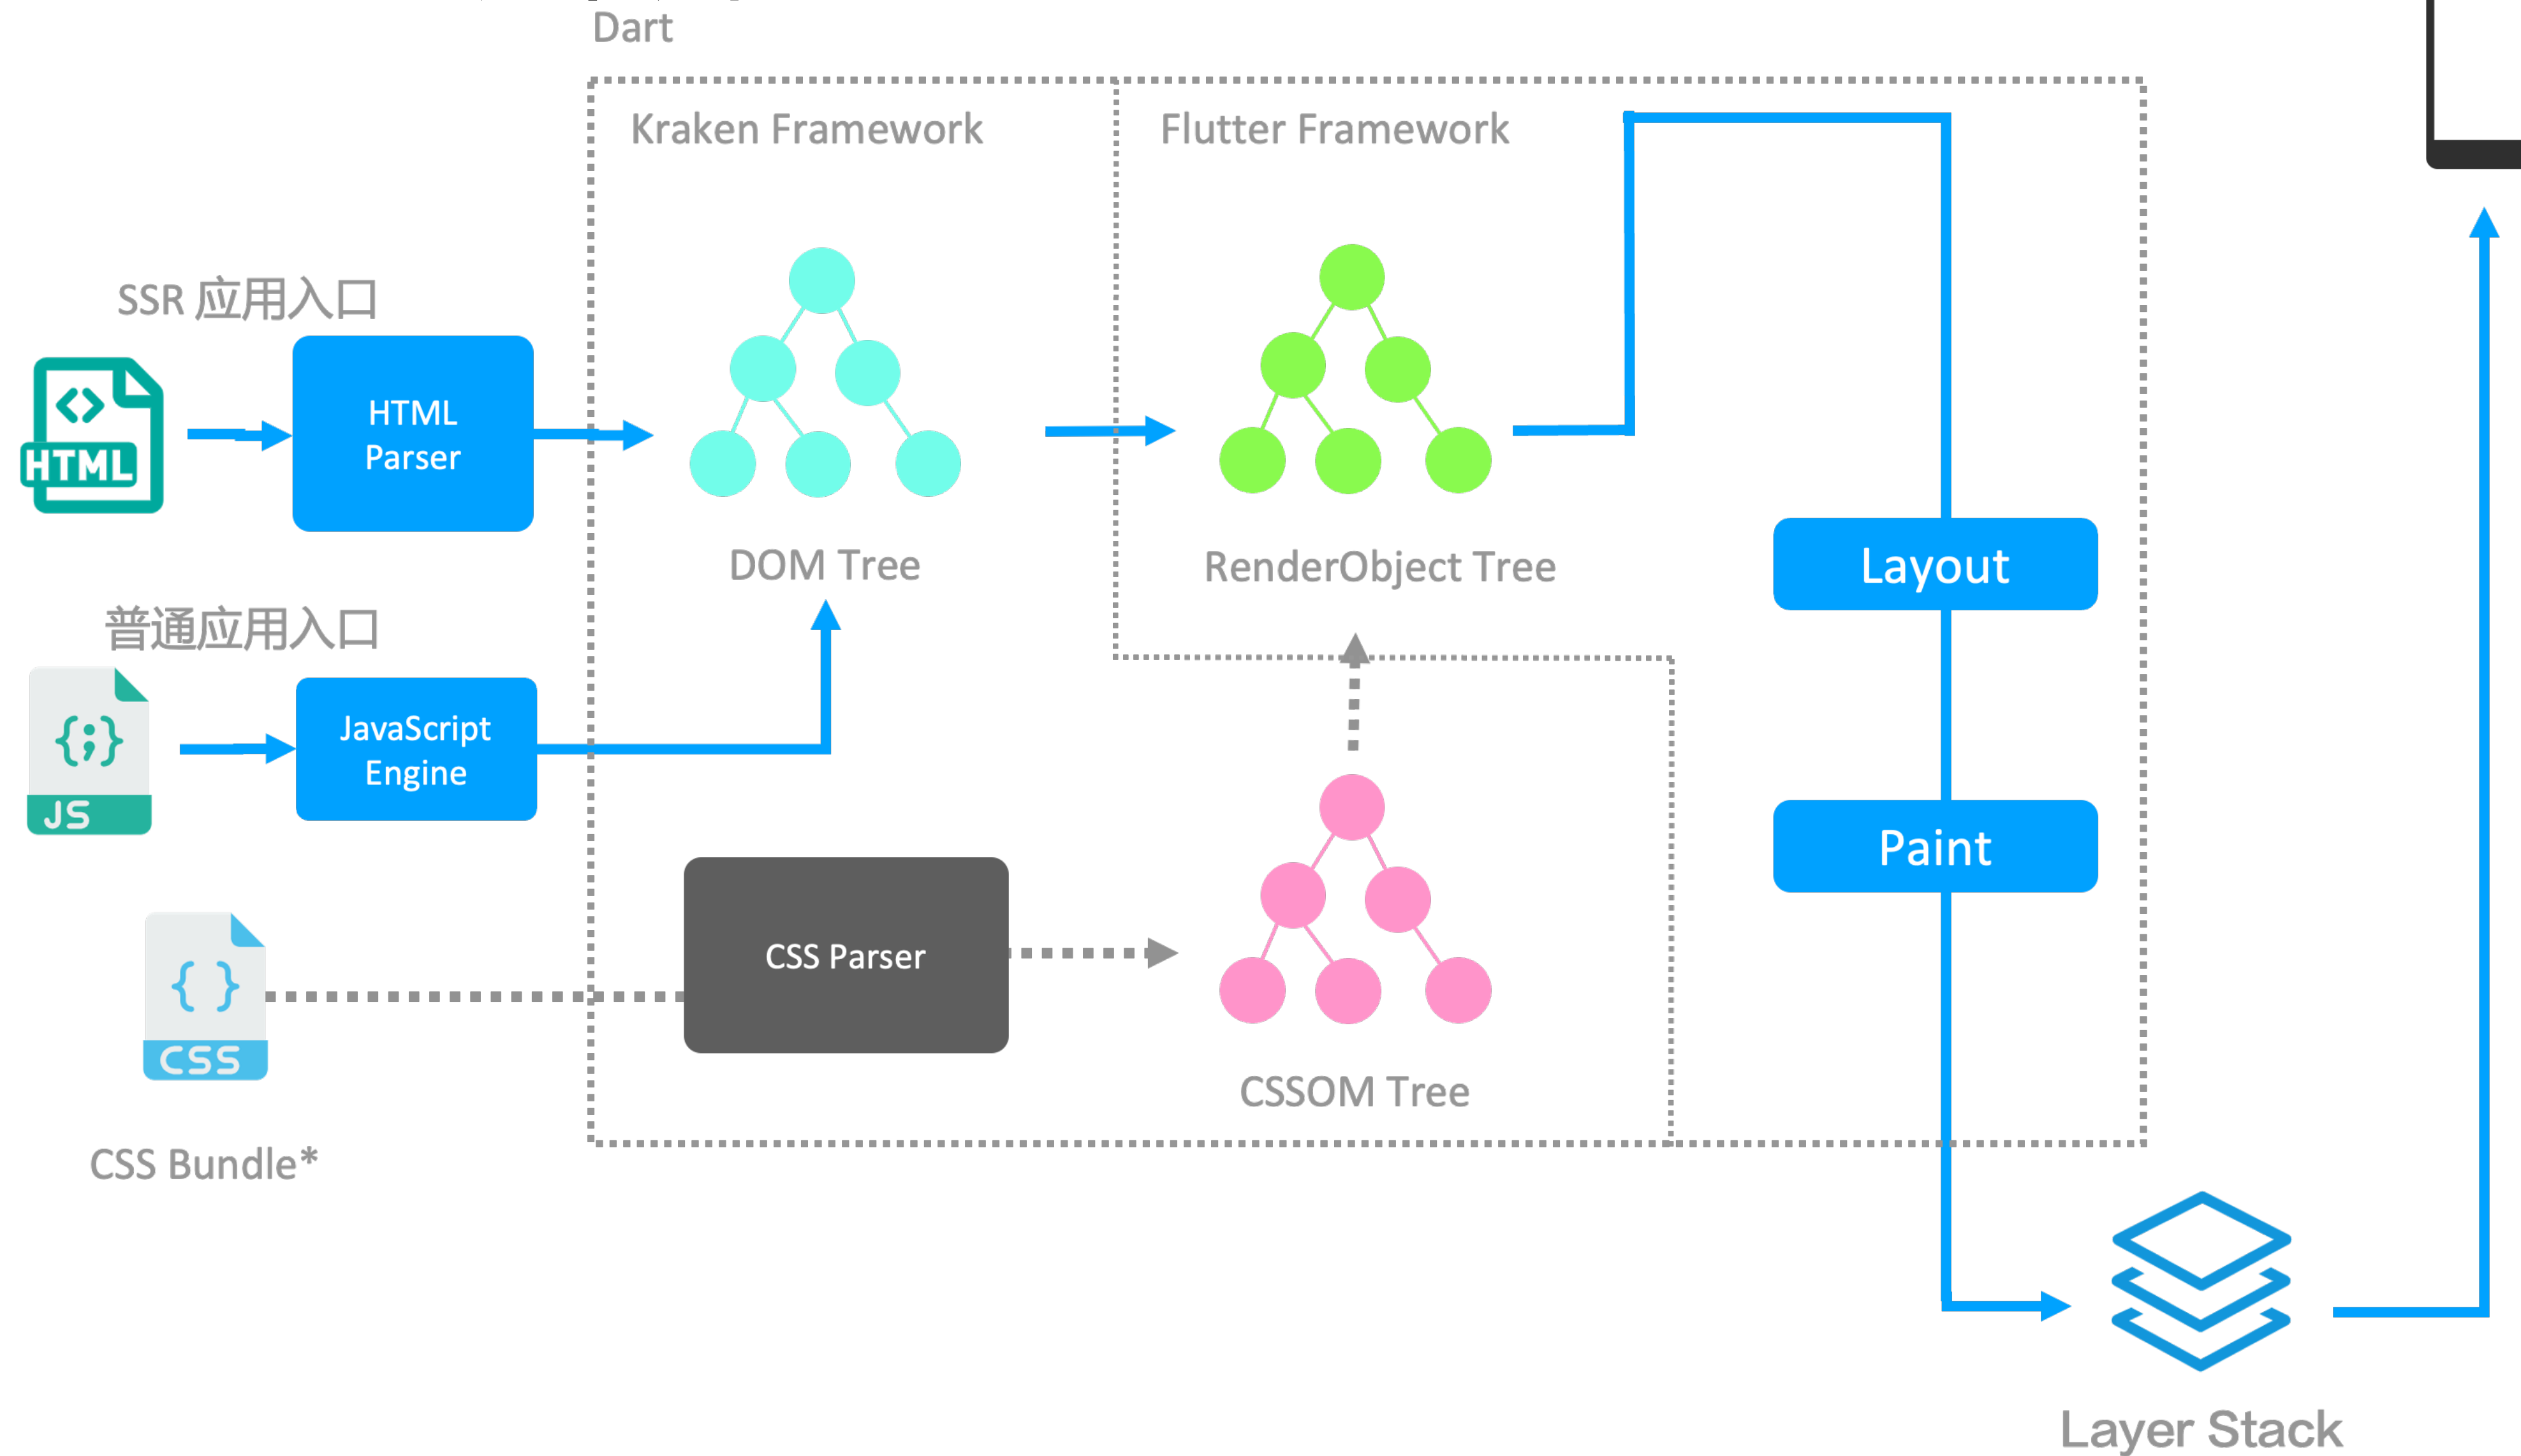 Dart
Kraken Framework
Flutter Framework
SSR 应用入口
HTML
HTML
Parser
DOM Tree
RenderObject Tree
Layout
普通应用入口
JS
JavaScript
Engine
Paint
CSS Parser
CSS
CSSOM Tree
CSS Bundle*
Layer Stack